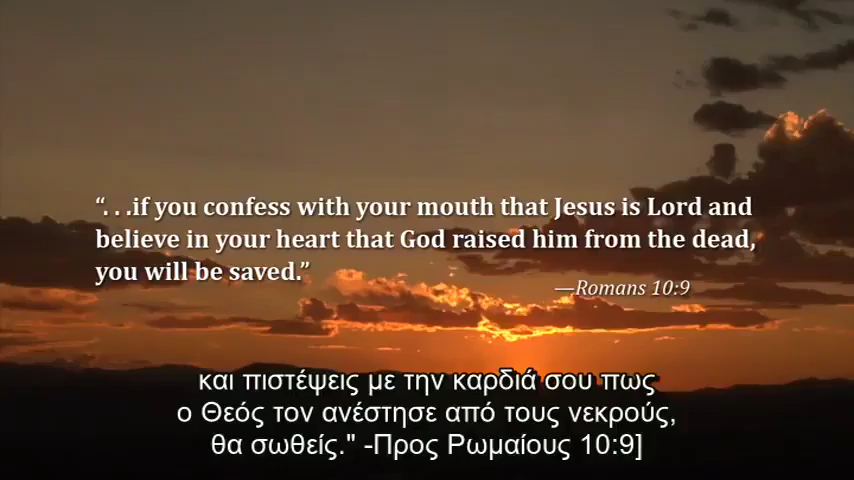 “. . .if you confess with your mouth that Jesus is Lord and
believe in your heart that God raised him from the dead,
you will be saved.”
—Romans 10:9
και πιστέψεις με την καρδιά σου πως
ο Θεός τον ανέστησε από τους νεκρούς,
θα σωθείς." -Προς Ρωμαίους 10:9]